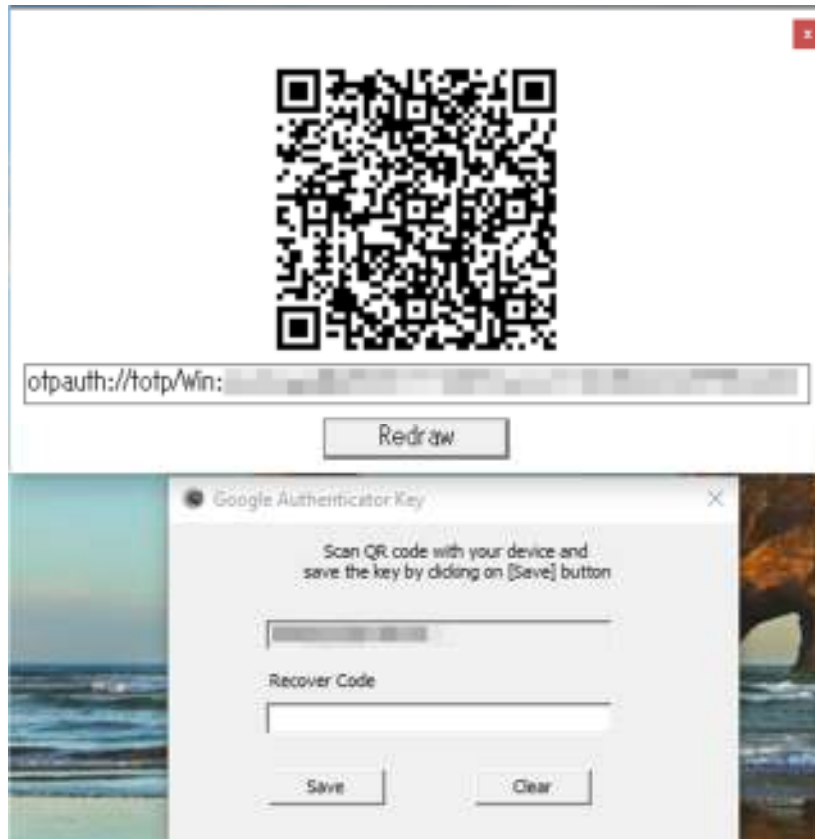 x
otpauth://totp/Win:
Redraw
Google Authenticator Key
Scan QR code with your device and
save the key by clicking on [Save] button
Recover Code
Save
Clear